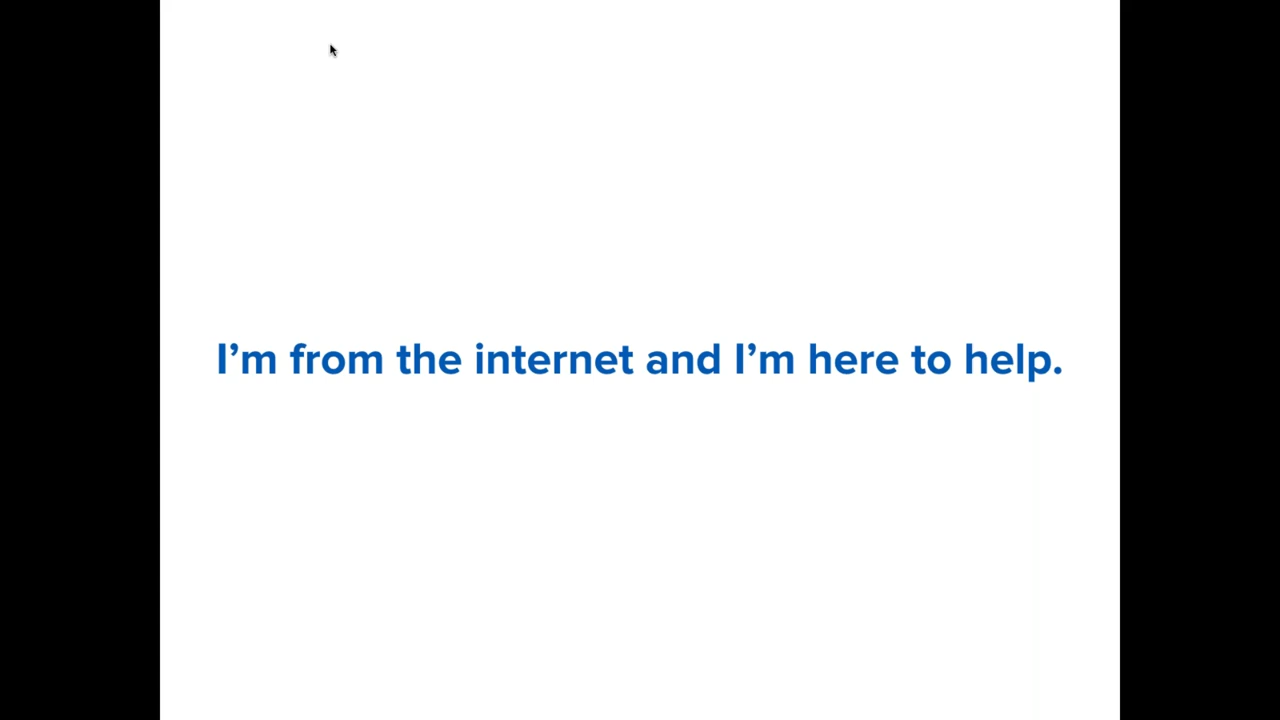 I’m from the internet and I’m here to help.